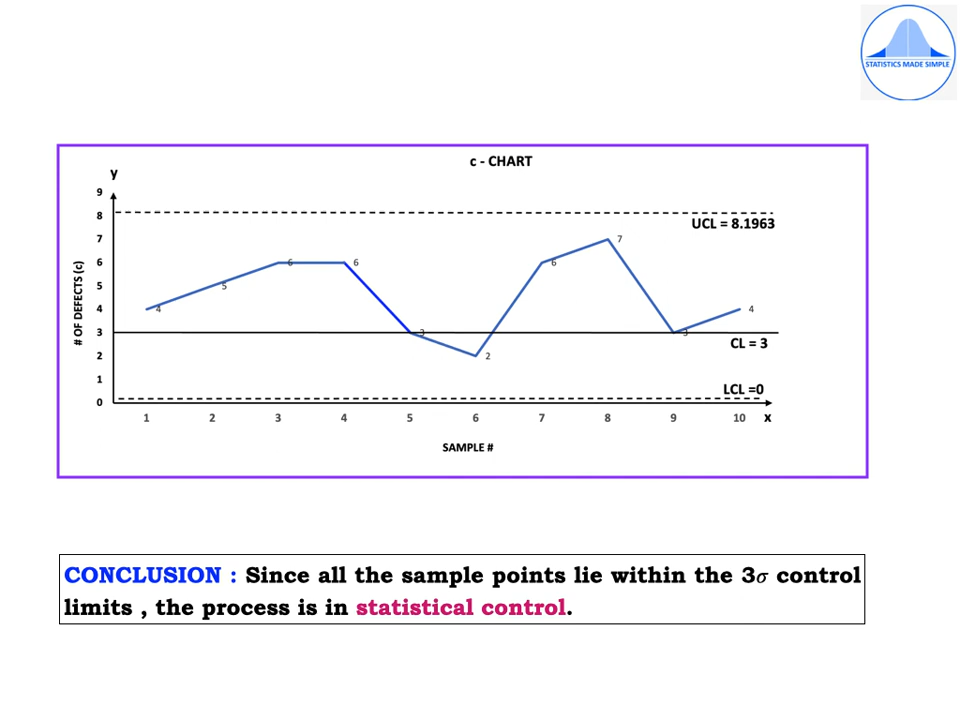 STATISTICS MADE SIMPLE
c - CHART
y
9
8
UCL = 8.1963
7
7
6
6
6
6
5
5
4
4
4
3
3
3
CL = 3
2
2
1
LCL =0
0
# OF DEFECTS (c)
1 2 3 4 5 6 7 8 9 10 x
SAMPLE #
CONCLUSION : Since all the sample points lie within the 3σ control
limits , the process is in statistical control.